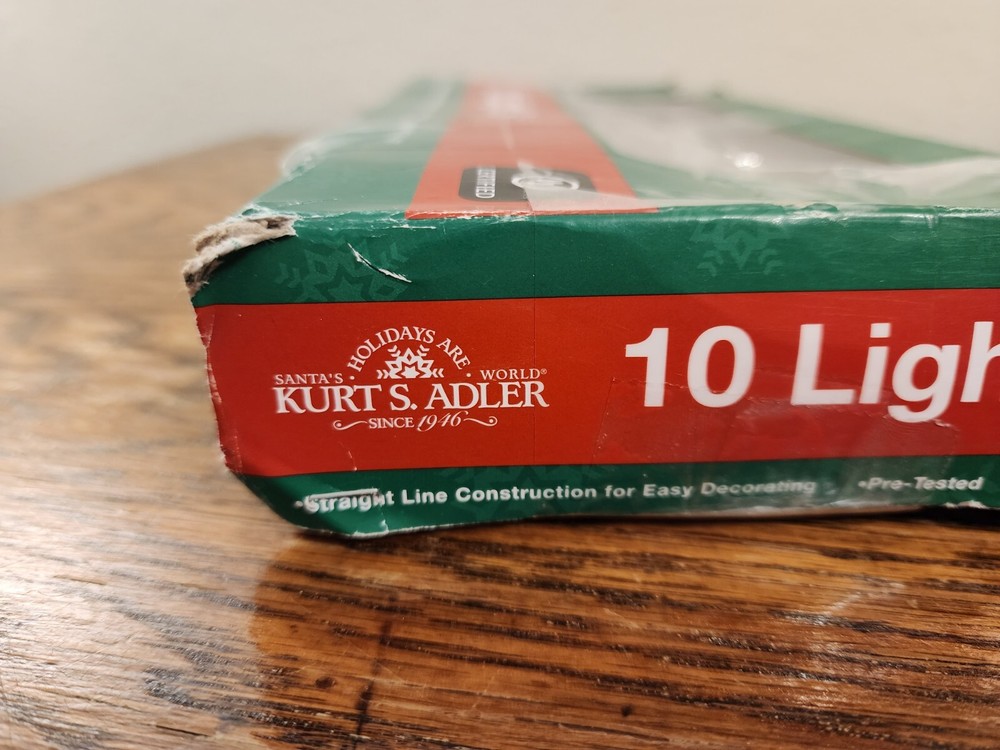 HOLIDAYS ARE
SANTA'S WORLD®
KURT S. ADLER
SINCE 1946
10 Ligh
•Straight Line Construction for Easy Decorating •Pre-Tested